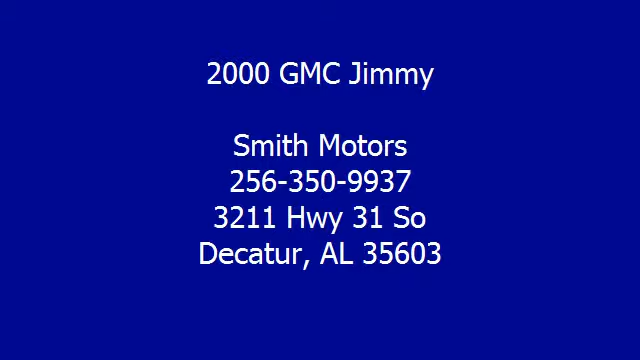 2000 GMC Jimmy
Smith Motors
256-350-9937
3211 Hwy 31 So
Decatur, AL 35603